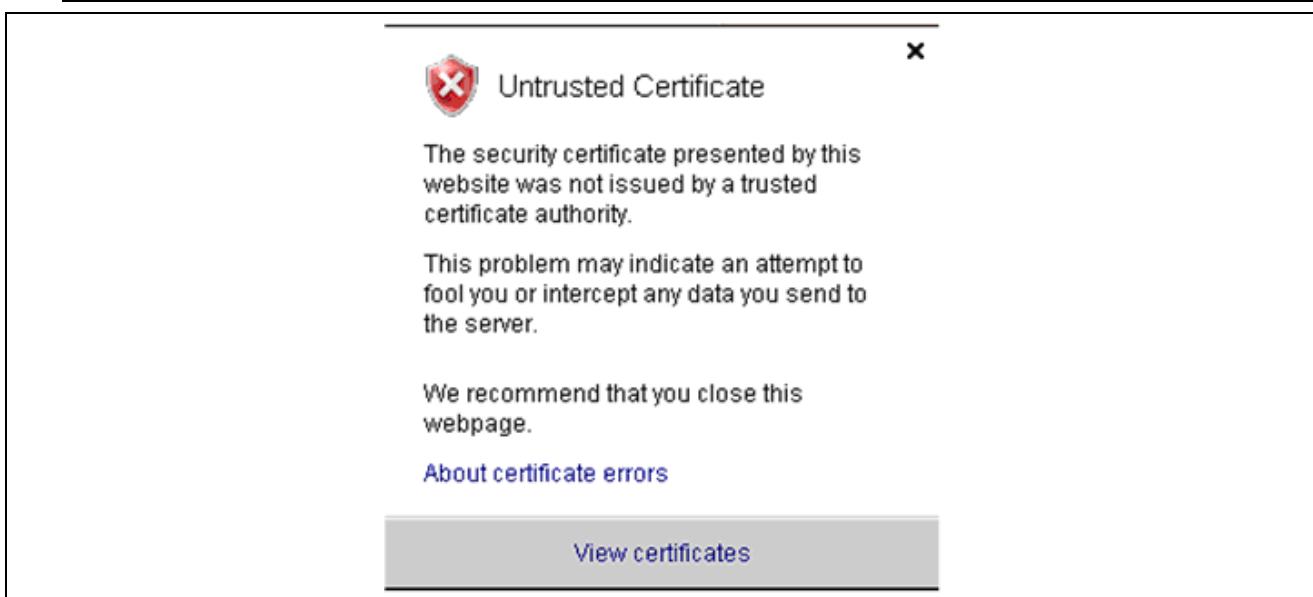 Untrusted Certificate
The security certificate presented by this
website was not issued by a trusted
certificate authority.
This problem may indicate an attempt to
fool you or intercept any data you send to
the server.
We recommend that you close this
webpage.
About certificate errors
View certificates